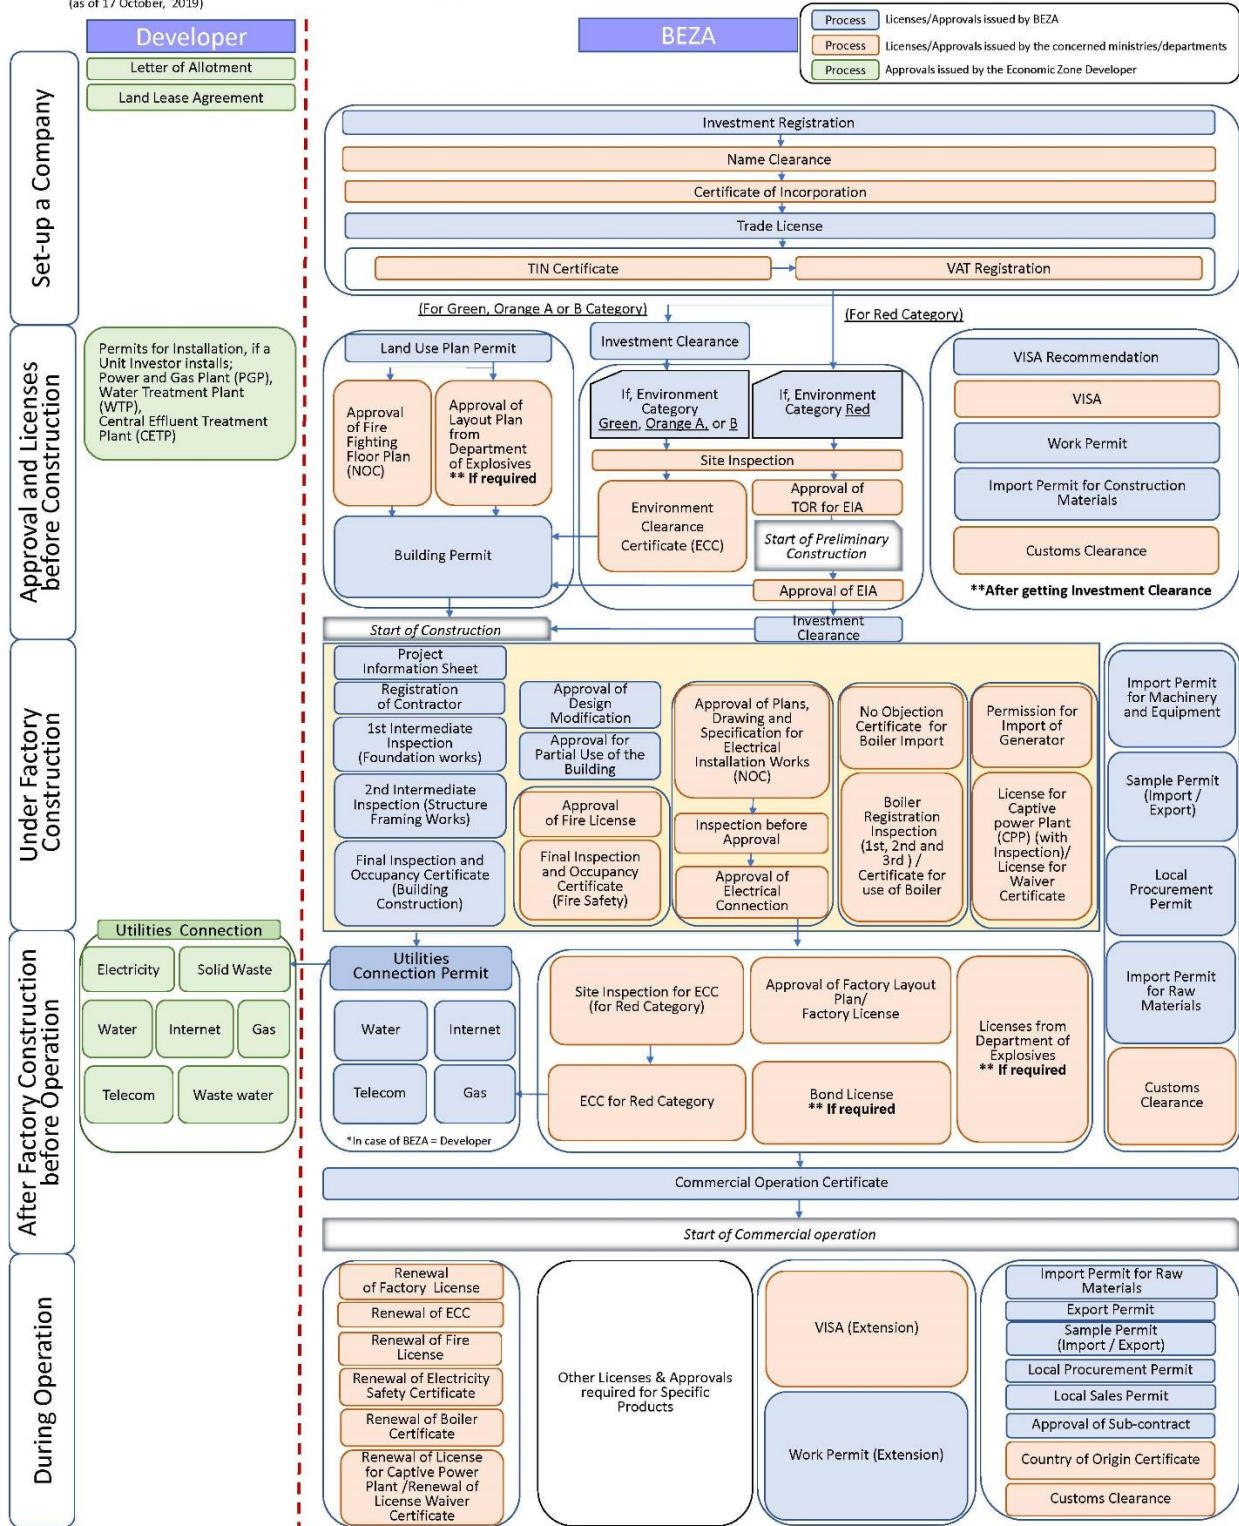 (as of 17 October, 2019)
Developer
BEZA
Process
Licenses/Approvals issued by BEZA
Process
Licenses/Approvals issued by the concerned ministries/departments
Process
Approvals issued by the Economic Zone Developer
Set-up a Company
Letter of Allotment
Land Lease Agreement
Investment Registration
Name Clearance
Certificate of Incorporation
Trade License
TIN Certificate
VAT Registration
(For Green, Orange A or B Category)
(For Red Category)
Approval and Licenses
before Construction
Permits for Installation, if a
Unit Investor installs;
Power and Gas Plant (PGP),
Water Treatment Plant
(WTP),
Central Effluent Treatment
Plant (CETP)
Land Use Plan Permit
Approval
of Fire
Fighting
Floor Plan
(NOC)
Approval of
Layout Plan
from
Department
of Explosives
** If required
Building Permit
Investment Clearance
If, Environment
Category
Green, Orange A, or B
If, Environment
Category Red
Site Inspection
Environment
Clearance
Certificate (ECC)
Approval of
TOR for EIA
Start of Preliminary
Construction
Approval of EIA
Investment
Clearance
VISA Recommendation
VISA
Work Permit
Import Permit for Construction
Materials
Customs Clearance
**After getting Investment Clearance
Start of Construction
Under Factory
Construction
Project
Information Sheet
Registration
of Contractor
1st Intermediate
Inspection
(Foundation works)
2nd Intermediate
Inspection (Structure
Framing Works)
Final Inspection and
Occupancy Certificate
(Building
Construction)
Approval of
Design
Modification
Approval for
Partial Use of the
Building
Approval
of Fire License
Final Inspection
and Occupancy
Certificate
(Fire Safety)
Approval of Plans,
Drawing and
Specification for
Electrical
Installation Works
(NOC)
Inspection before
Approval
Approval of
Electrical
Connection
No Objection
Certificate for
Boiler Import
Boiler
Registration
Inspection
(1st, 2nd and
3rd ) /
Certificate for
use of Boiler
Permission for
Import of
Generator
License for
Captive
power Plant
(CPP) (with
Inspection)/
License for
Waiver
Certificate
Import Permit
for Machinery
and Equipment
Sample Permit
(Import /
Export)
Local
Procurement
Permit
Import Permit
for Raw
Materials
Customs
Clearance
After Factory Construction
before Operation
Utilities Connection
Electricity
Solid Waste
Water
Internet
Gas
Telecom
Waste water
Utilities
Connection Permit
Water
Internet
Telecom
Gas
*In case of BEZA = Developer
Site Inspection for ECC
(for Red Category)
ECC for Red Category
Approval of Factory Layout
Plan/
Factory License
Bond License
** If required
Licenses from
Department of
Explosives
** If required
Commercial Operation Certificate
Start of Commercial operation
During Operation
Renewal
of Factory License
Renewal of ECC
Renewal of Fire
License
Renewal of Electricity
Safety Certificate
Renewal of Boiler
Certificate
Renewal of License
for Captive Power
Plant /Renewal of
License Waiver
Certificate
Other Licenses & Approvals
required for Specific
Products
VISA (Extension)
Work Permit (Extension)
Import Permit for Raw
Materials
Export Permit
Sample Permit
(Import / Export)
Local Procurement Permit
Local Sales Permit
Approval of Sub-contract
Country of Origin Certificate
Customs Clearance